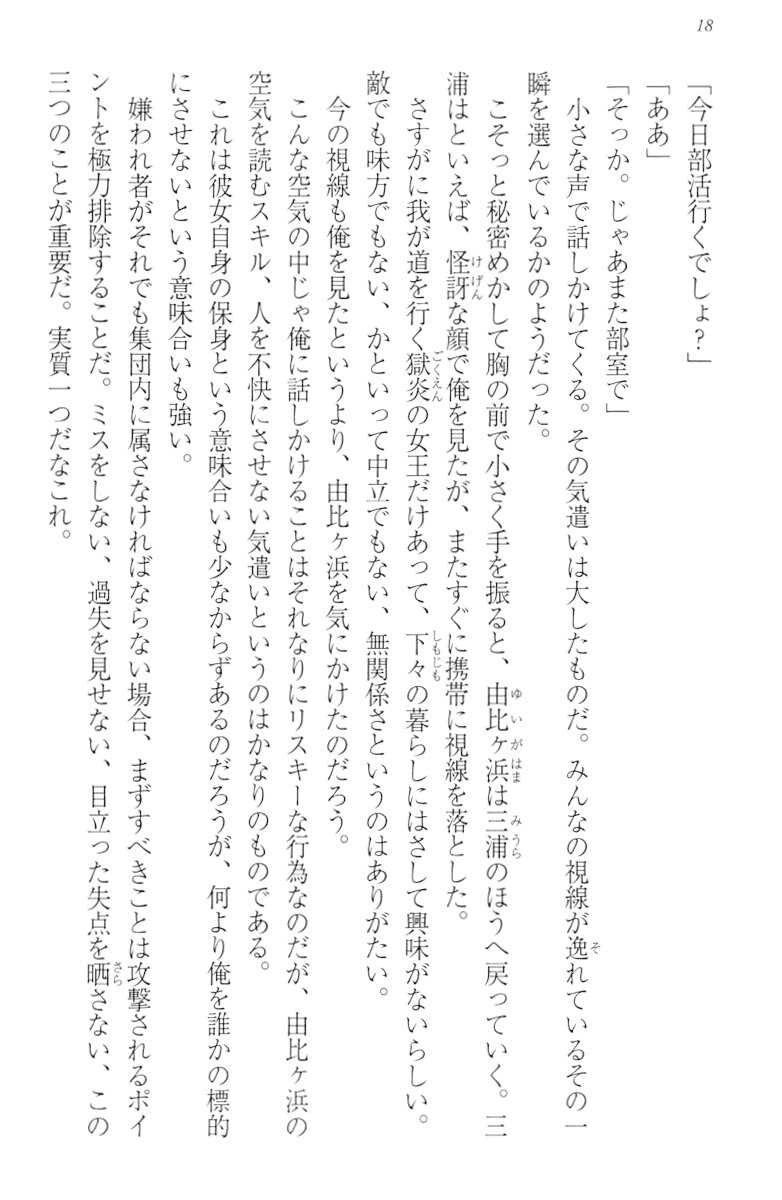 18
「今日部活行くでしょ？」
「ああ」
「そっか。じゃあまた部室で」
　小さな声で話しかけてくる。その気遣いは大したものだ。みんなの視線が逸れているその一
瞬を選んでいるかのようだった。
　こそっと秘密めかして胸の前で小さく手を振ると、由比ヶ浜は三浦のほうへ戻っていく。三
浦はといえば、怪訝な顔で俺を見たが、またすぐに携帯に視線を落とした。
　さすがに我が道を行く獄炎の女王だけあって、下々の暮らしにはさして興味がないらしい。
敵でも味方でもない、かといって中立でもない、無関係さというのはありがたい。
　今の視線も俺を見たというより、由比ヶ浜を気にかけたのだろう。
　こんな空気の中じゃ俺に話しかけることはそれなりにリスキーな行為なのだが、由比ヶ浜の
空気を読むスキル、人を不快にさせない気遣いというのはかなりのものである。
　これは彼女自身の保身という意味合いも少なからずあるのだろうが、何より俺を誰かの標的
にさせないという意味合いも強い。
　嫌われ者がそれでも集団内に属さなければならない場合、まずすべきことは攻撃されるポイ
ントを極力排除することだ。ミスをしない、過失を見せない、目立った失点を晒さない、この
三つのことが重要だ。実質一つだなこれ。